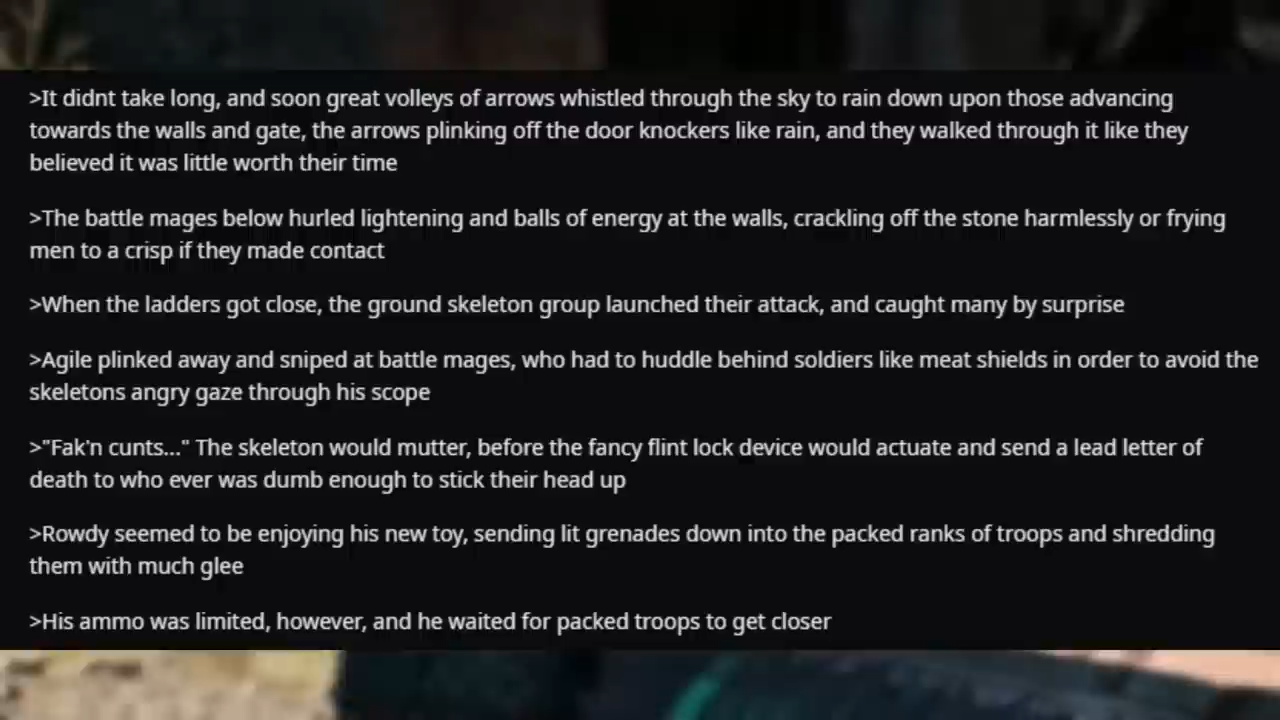 >It didnt take long, and soon great volleys of arrows whistled through the sky to rain down upon those advancing
towards the walls and gate, the arrows plinking off the door knockers like rain, and they walked through it like they
believed it was little worth their time
>The battle mages below hurled lightening and balls of energy at the walls, crackling off the stone harmlessly or frying
men to a crisp if they made contact
>When the ladders got close, the ground skeleton group launched their attack, and caught many by surprise
>Agile plinked away and sniped at battle mages, who had to huddle behind soldiers like meat shields in order to avoid the
skeletons angry gaze through his scope
>"Fak'n cunts..." The skeleton would mutter, before the fancy flint lock device would actuate and send a lead letter of
death to who ever was dumb enough to stick their head up
>Rowdy seemed to be enjoying his new toy, sending lit grenades down into the packed ranks of troops and shredding
them with much glee
>His ammo was limited, however, and he waited for packed troops to get closer